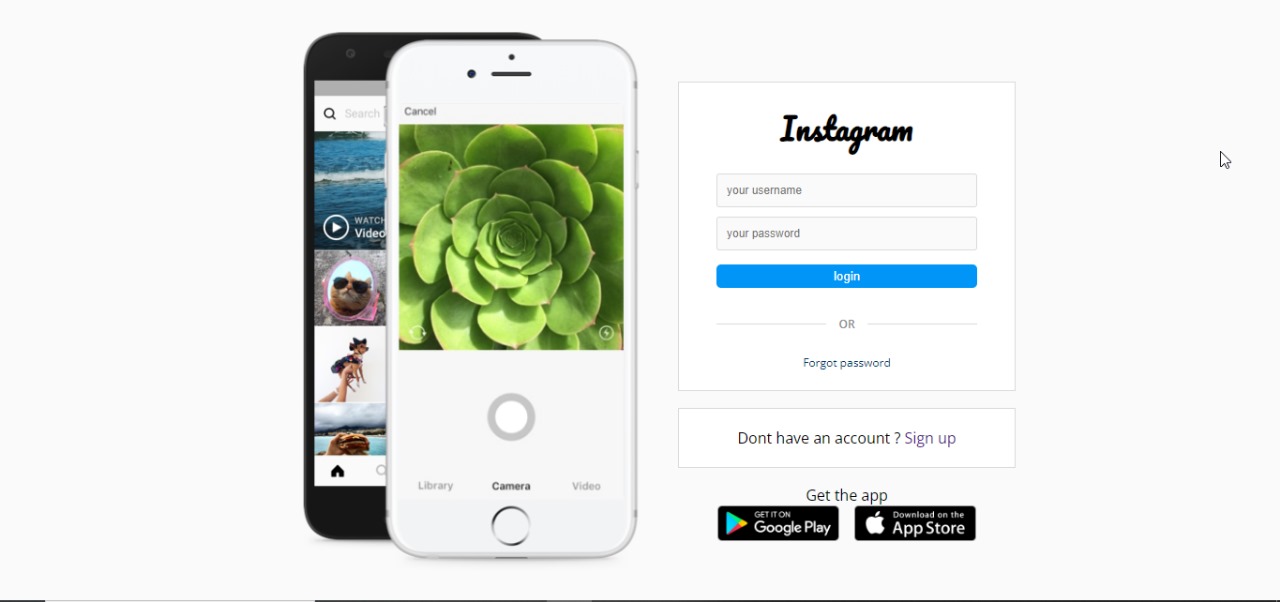 Search
WATCH
Video
Cancel
Library Camera Video
Instagram
your username
your password
login
OR
Forgot password
Dont have an account ? Sign up
Get the app
GET IT ON
Google Play
Download on the
App Store